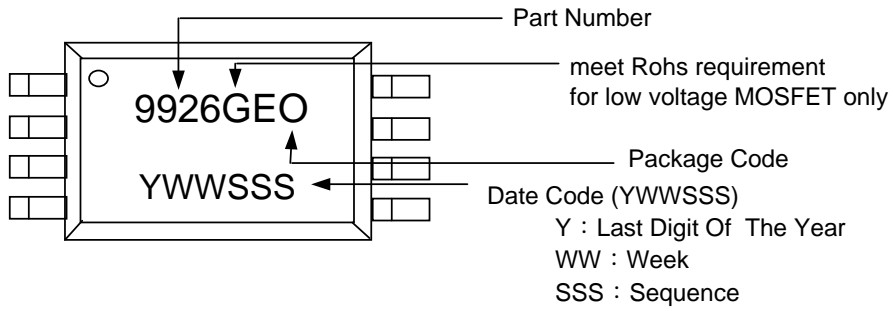 Part Number
meet Rohs requirement
for low voltage MOSFET only
9926GEO
Package Code
YWWSSS
Date Code (YWWSSS)
Y：Last Digit Of The Year
WW：Week
SSS：Sequence